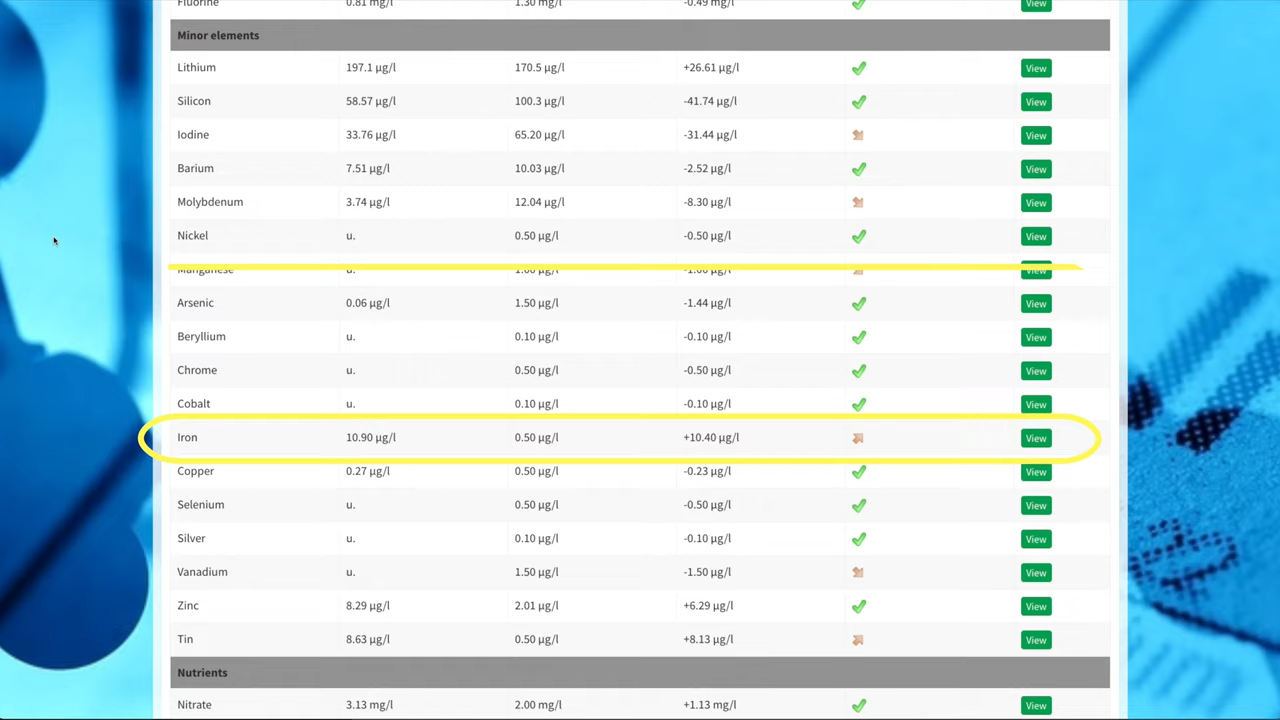 Fluorine 0.81 mg/l 1.30 mg/l -0.49 mg/l View
Minor elements
Lithium 197.1 µg/l 170.5 µg/l +26.61 µg/l View
Silicon 58.57 µg/l 100.3 µg/l -41.74 µg/l View
Iodine 33.76 µg/l 65.20 µg/l -31.44 µg/l View
Barium 7.51 µg/l 10.03 µg/l -2.52 µg/l View
Molybdenum 3.74 µg/l 12.04 µg/l -8.30 µg/l View
Nickel u. 0.50 µg/l -0.50 µg/l View
Manganese u. 1.00 µg/l -1.00 µg/l View
Arsenic 0.06 µg/l 1.50 µg/l -1.44 µg/l View
Beryllium u. 0.10 µg/l -0.10 µg/l View
Chrome u. 0.50 µg/l -0.50 µg/l View
Cobalt u. 0.10 µg/l -0.10 µg/l View
Iron 10.90 µg/l 0.50 µg/l +10.40 µg/l View
Copper 0.27 µg/l 0.50 µg/l -0.23 µg/l View
Selenium u. 0.50 µg/l -0.50 µg/l View
Silver u. 0.10 µg/l -0.10 µg/l View
Vanadium u. 1.50 µg/l -1.50 µg/l View
Zinc 8.29 µg/l 2.01 µg/l +6.29 µg/l View
Tin 8.63 µg/l 0.50 µg/l +8.13 µg/l View
Nutrients
Nitrate 3.13 mg/l 2.00 mg/l +1.13 mg/l View